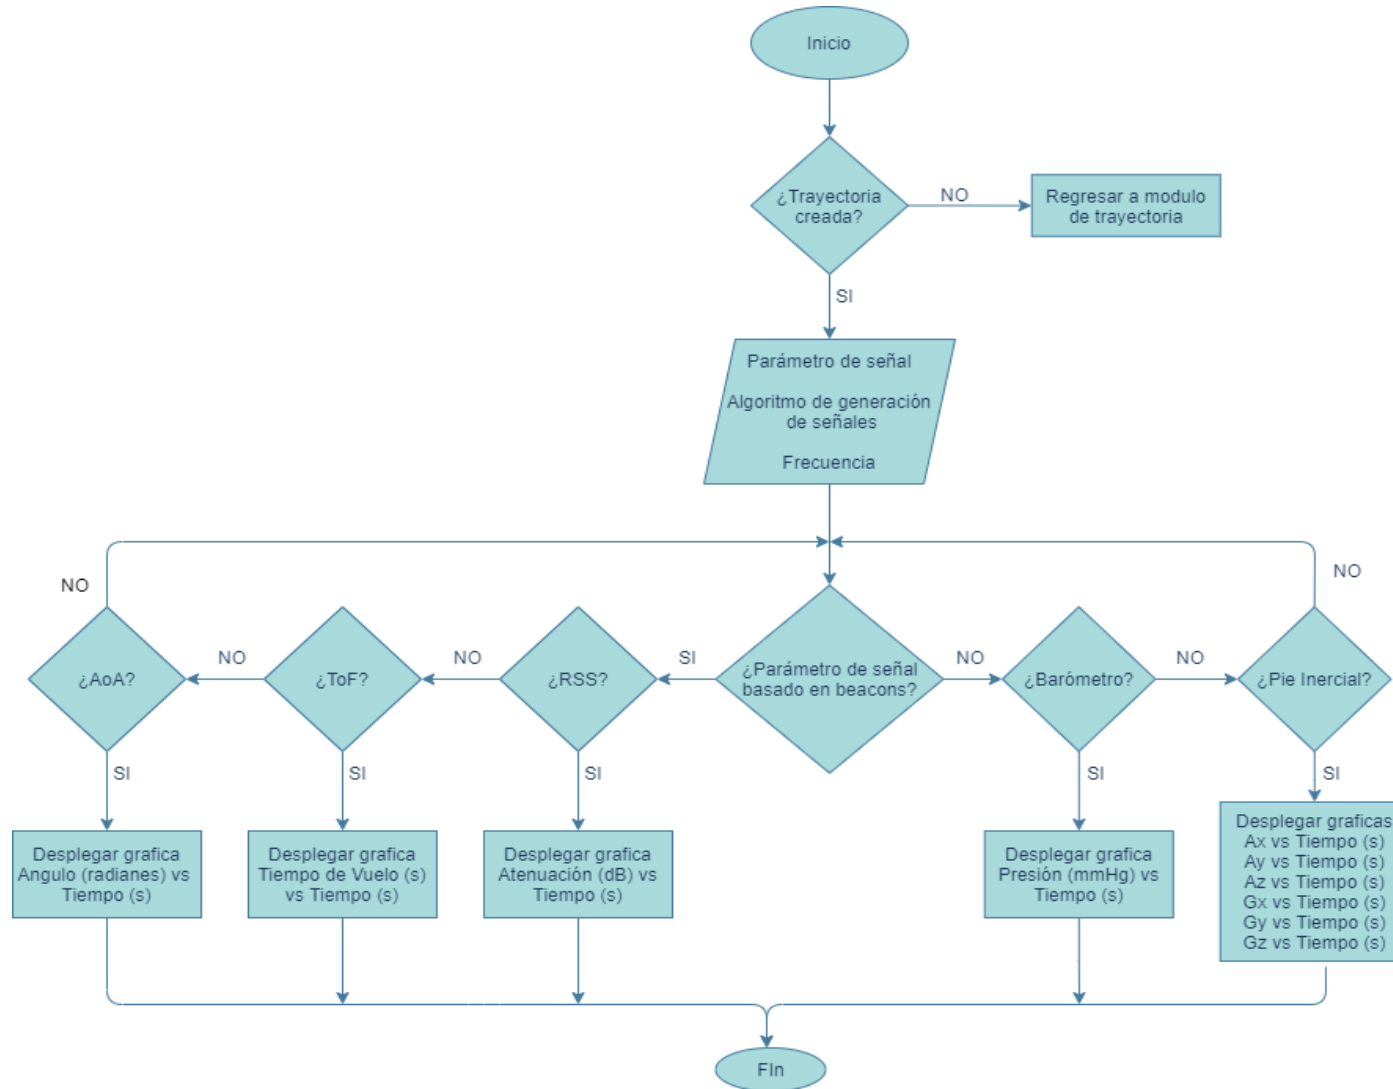 Inicio
¿Trayectoria
creada?
NO
Regresar a modulo
de trayectoria
SI
Parámetro de señal
Algoritmo de generación
de señales
Frecuencia
NO
NO
¿AoA?
NO
¿ToF?
NO
¿RSS?
SI
¿Parámetro de señal
basado en beacons?
NO
¿Barómetro?
NO
¿Pie Inercial?
SI
SI
SI
SI
SI
Desplegar grafica
Angulo (radianes) vs
Tiempo (s)
Desplegar grafica
Tiempo de Vuelo (s)
vs Tiempo (s)
Desplegar grafica
Atenuación (dB) vs
Tiempo (s)
Desplegar grafica
Presión (mmHg) vs
Tiempo (s)
Desplegar graficas
Ax vs Tiempo (s)
Ay vs Tiempo (s)
Az vs Tiempo (s)
Gx vs Tiempo (s)
Gy vs Tiempo (s)
Gz vs Tiempo (s)
FIn